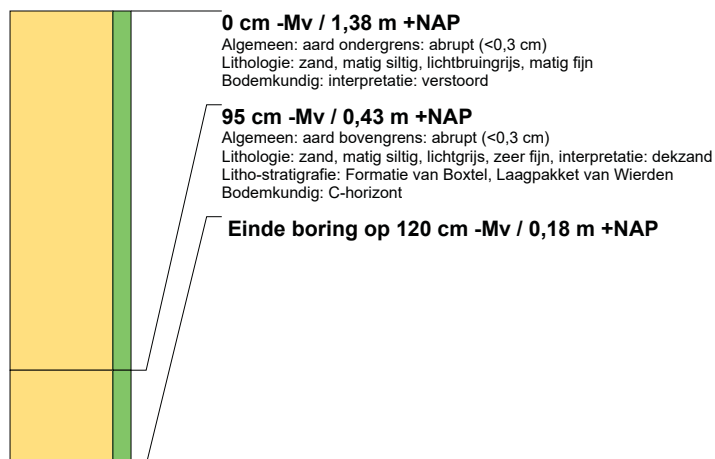 0 cm -Mv / 1,38 m +NAP
Algemeen: aard ondergrens: abrupt (<0,3 cm)
Lithologie: zand, matig siltig, lichtbruingrijs, matig fijn
Bodemkundig: interpretatie: verstoord
95 cm -Mv / 0,43 m +NAP
Algemeen: aard bovengrens: abrupt (<0,3 cm)
Lithologie: zand, matig siltig, lichtgrijs, zeer fijn, interpretatie: dekzand
Litho-stratigrafie: Formatie van Boxtel, Laagpakket van Wierden
Bodemkundig: C-horizont
Einde boring op 120 cm -Mv / 0,18 m +NAP